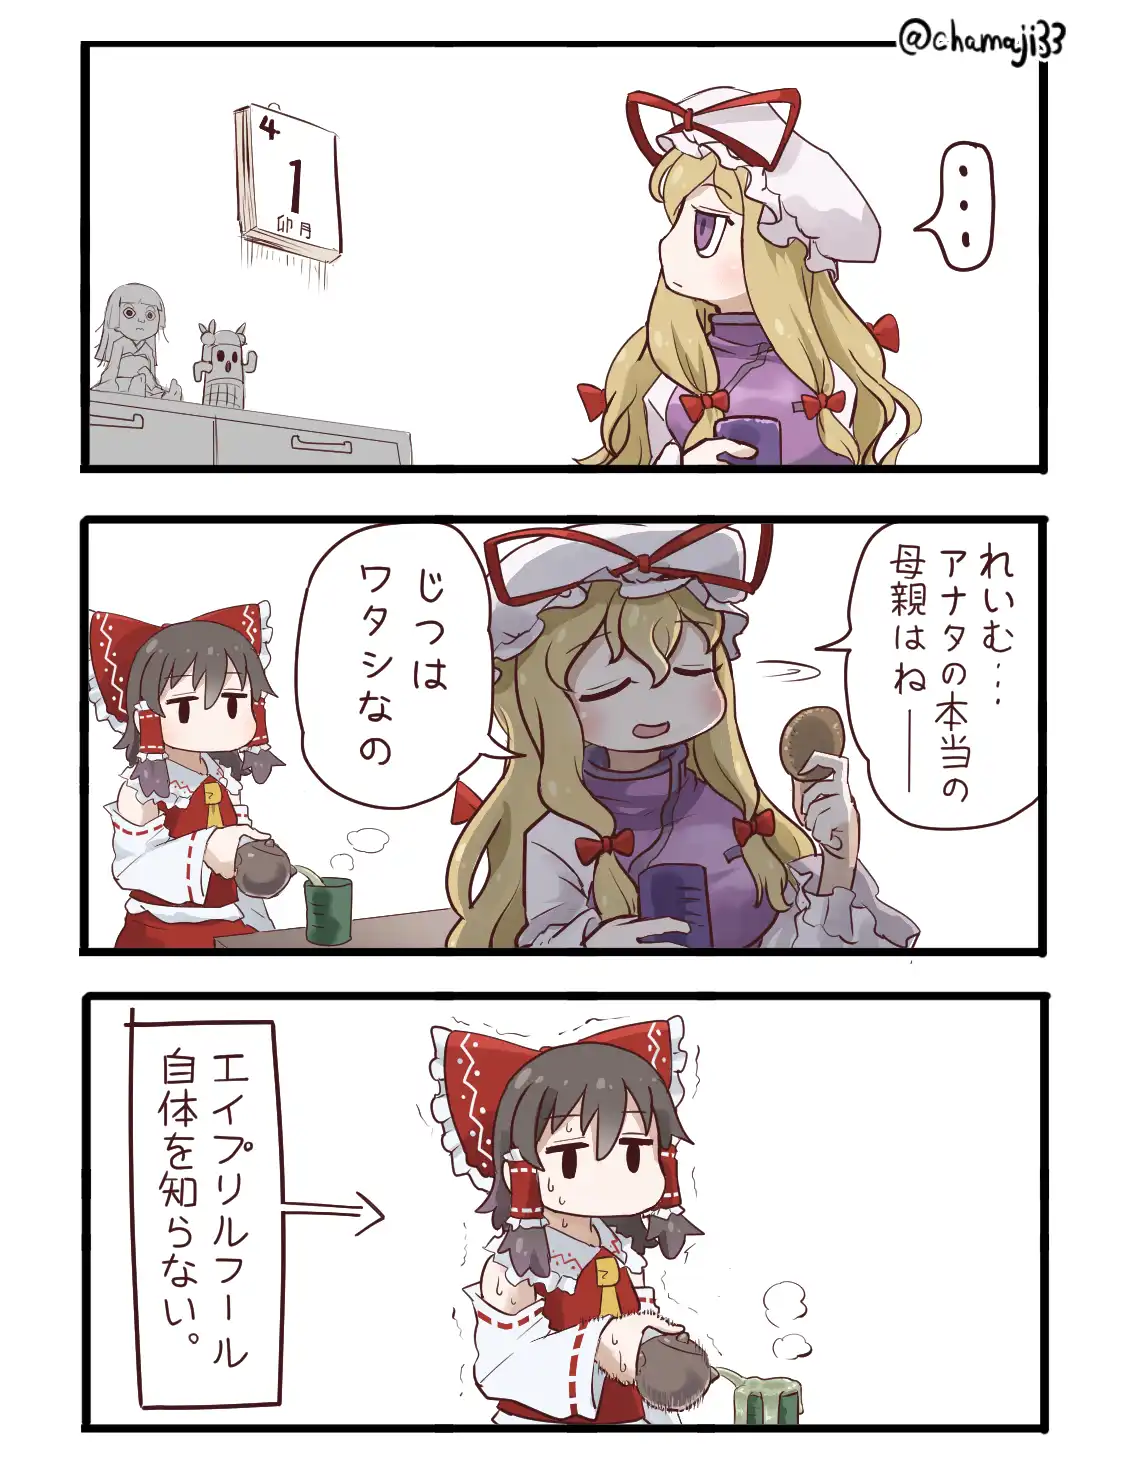 @chamaji33
4
1
卯月
・・・
れいむ…
アナタの本当の
母親はね――
じつは
ワタシなの
エイプリルフール
自体を知らない。